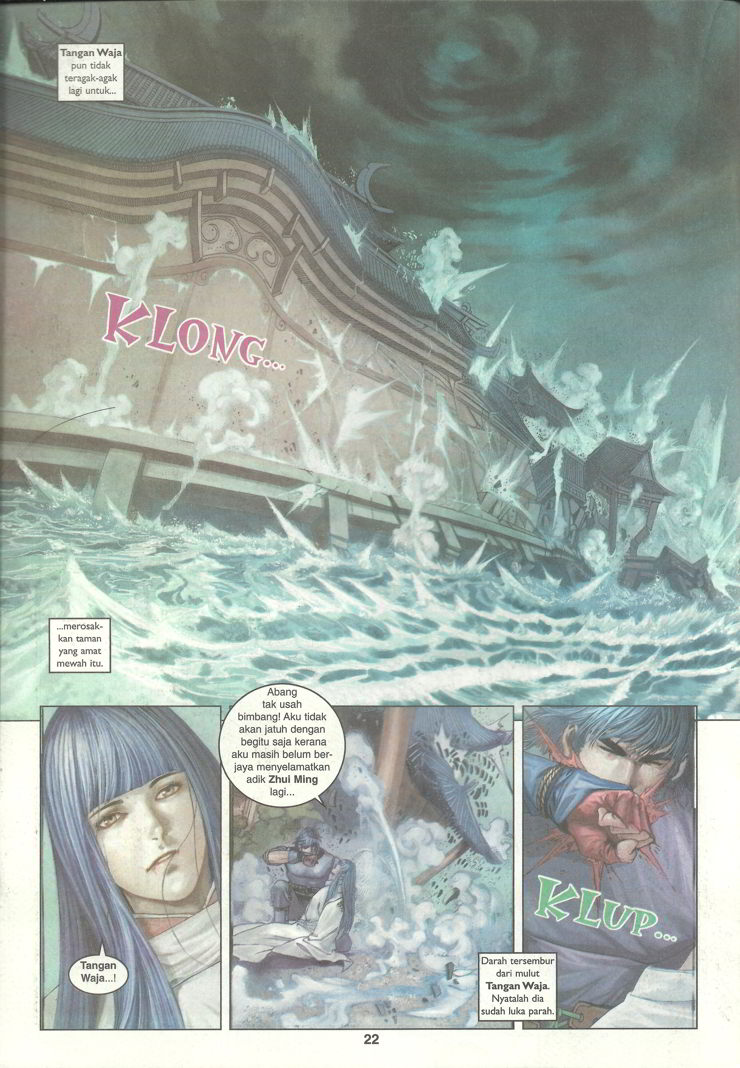 Tangan Waja
pun tidak
teragak-agak
lagi untuk...
KLONG...
...merosak-
kan taman
yang amat
mewah itu.
Tangan
Waja...!
Abang
tak usah
bimbang! Aku tidak
akan jatuh dengan
begitu saja kerana
aku masih belum ber-
jaya menyelamatkan
adik Zhui Ming
lagi...
KLUP...
Darah tersembur
dari mulut
Tangan Waja.
Nyatalah dia
sudah luka parah.
22